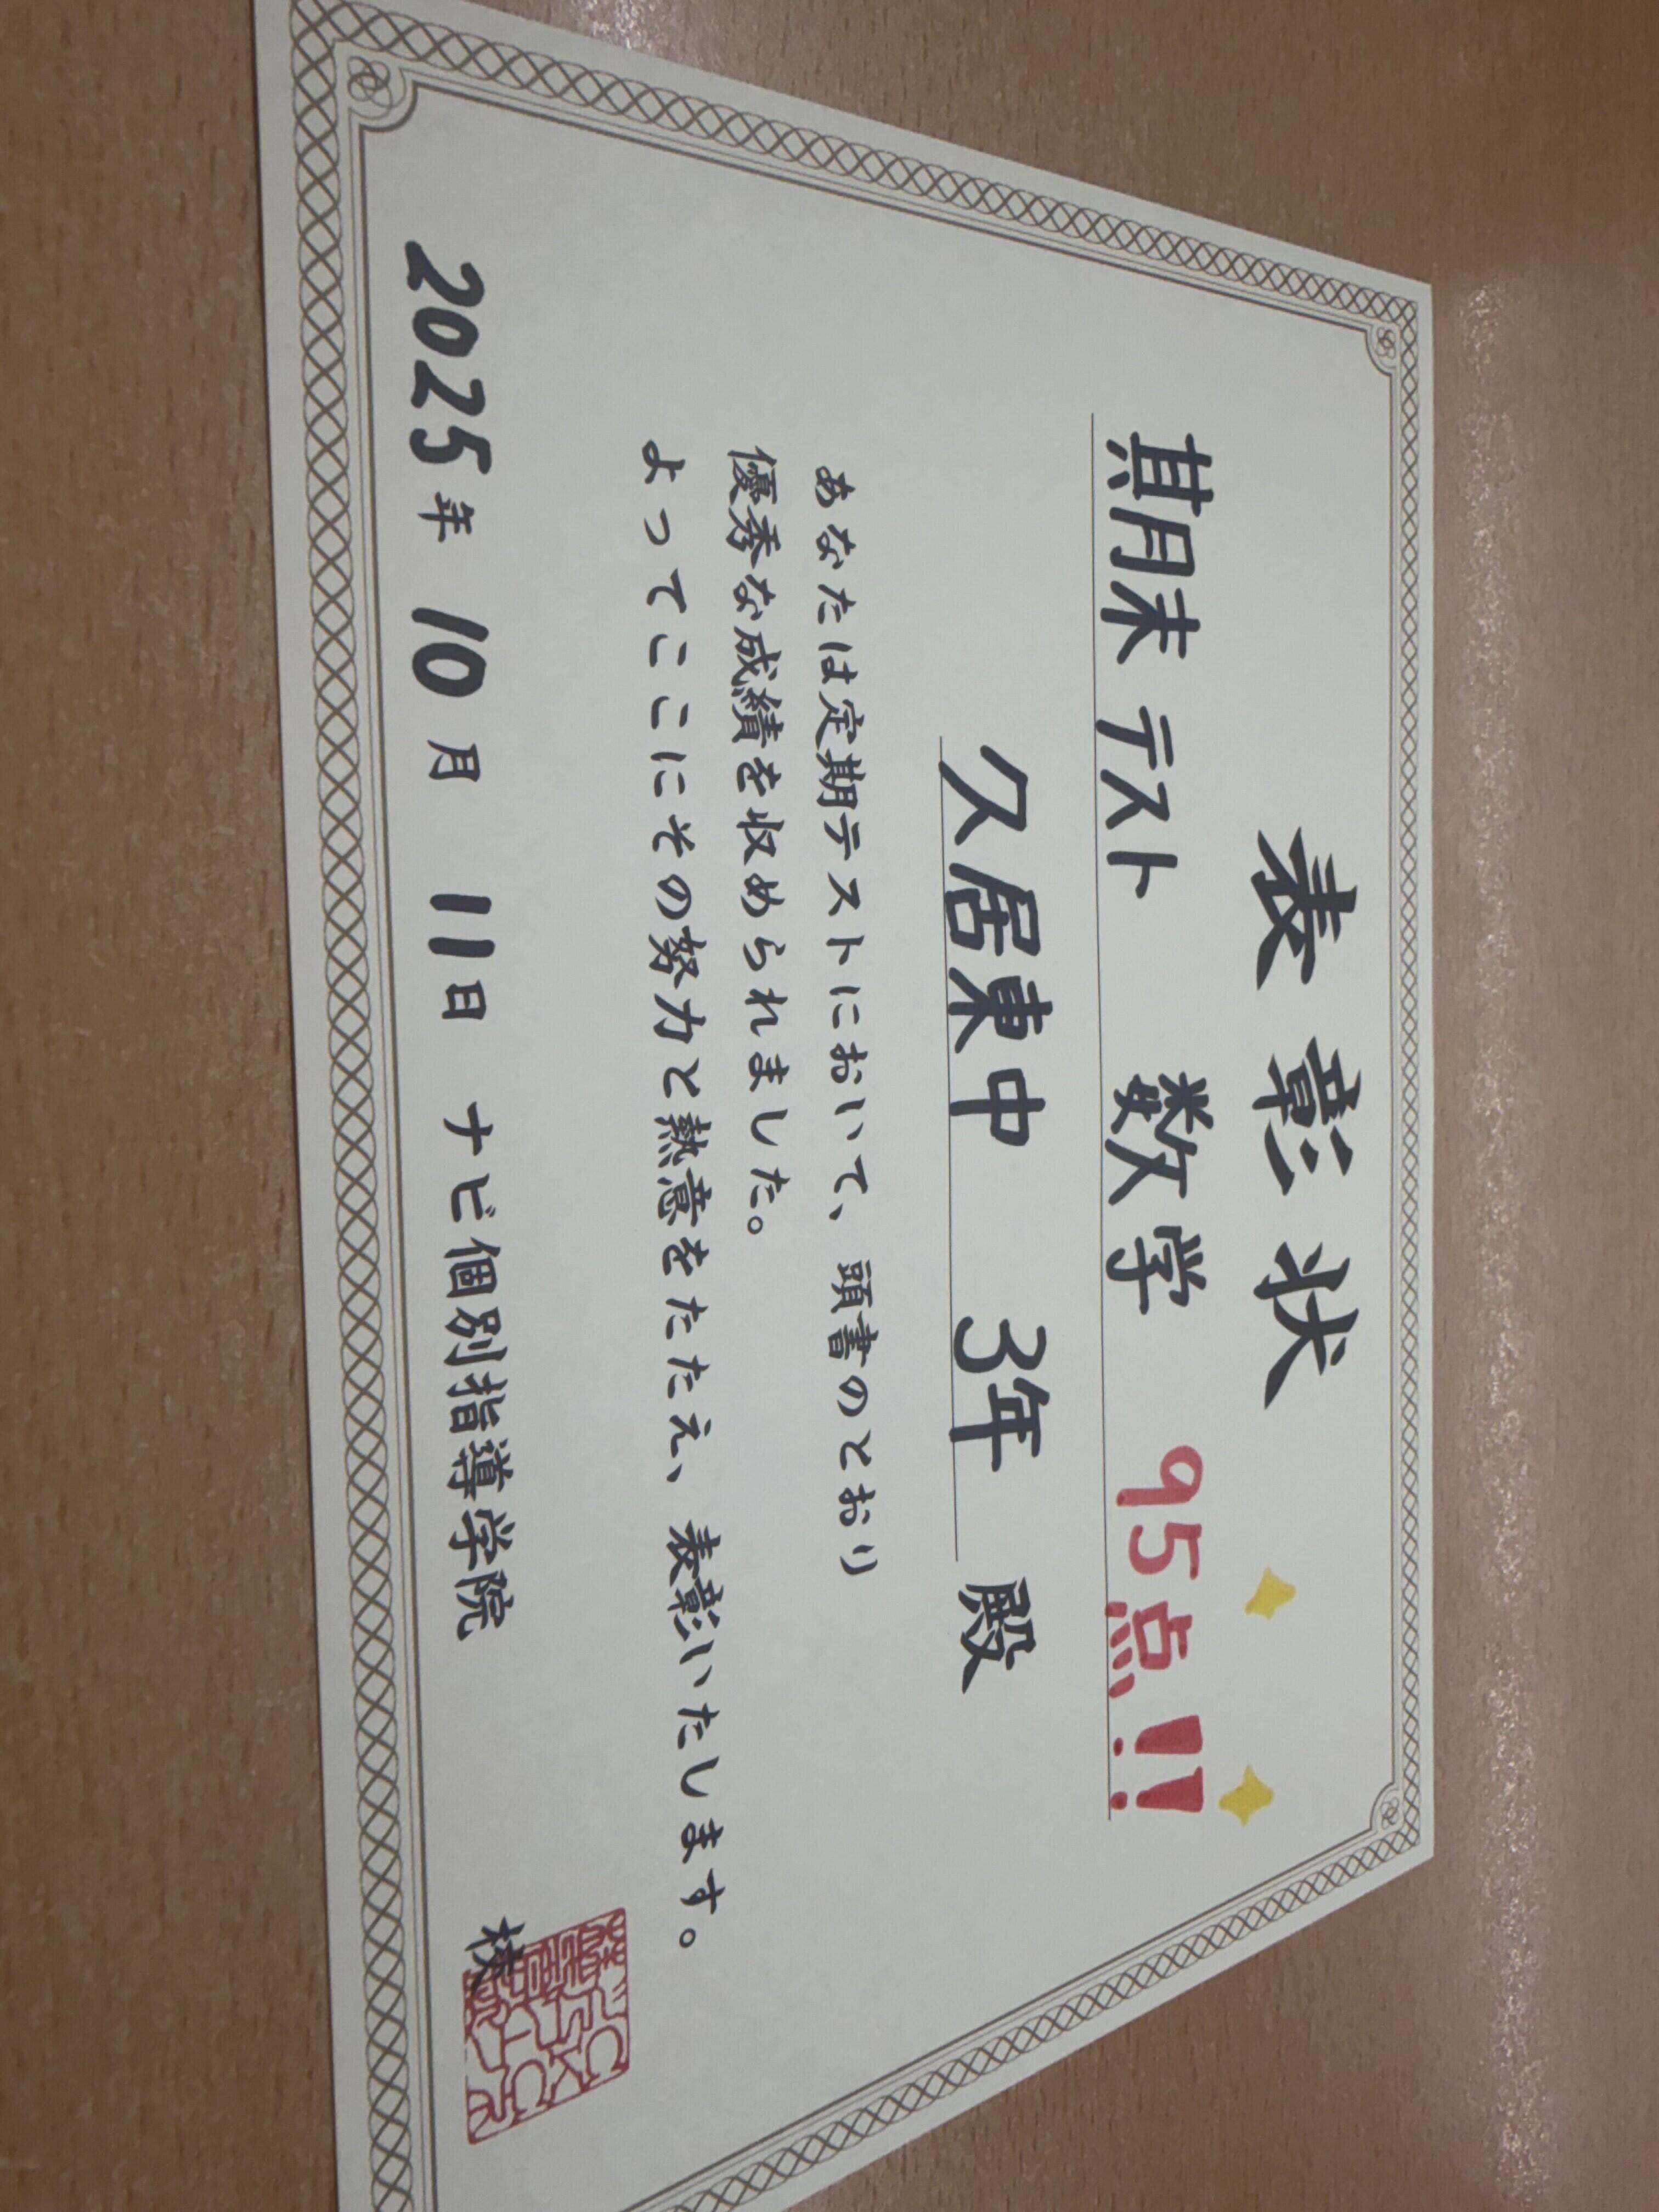 表彰状
期末テスト 数学 95点!!
久居東中 3年 殿
あなたは定期テストにおいて、頭書のとおり
優秀な成績を収められました。
よってここにその努力と熱意をたたえ、表彰いたします。
2025年 10月 11日 ナビ個別指導学院